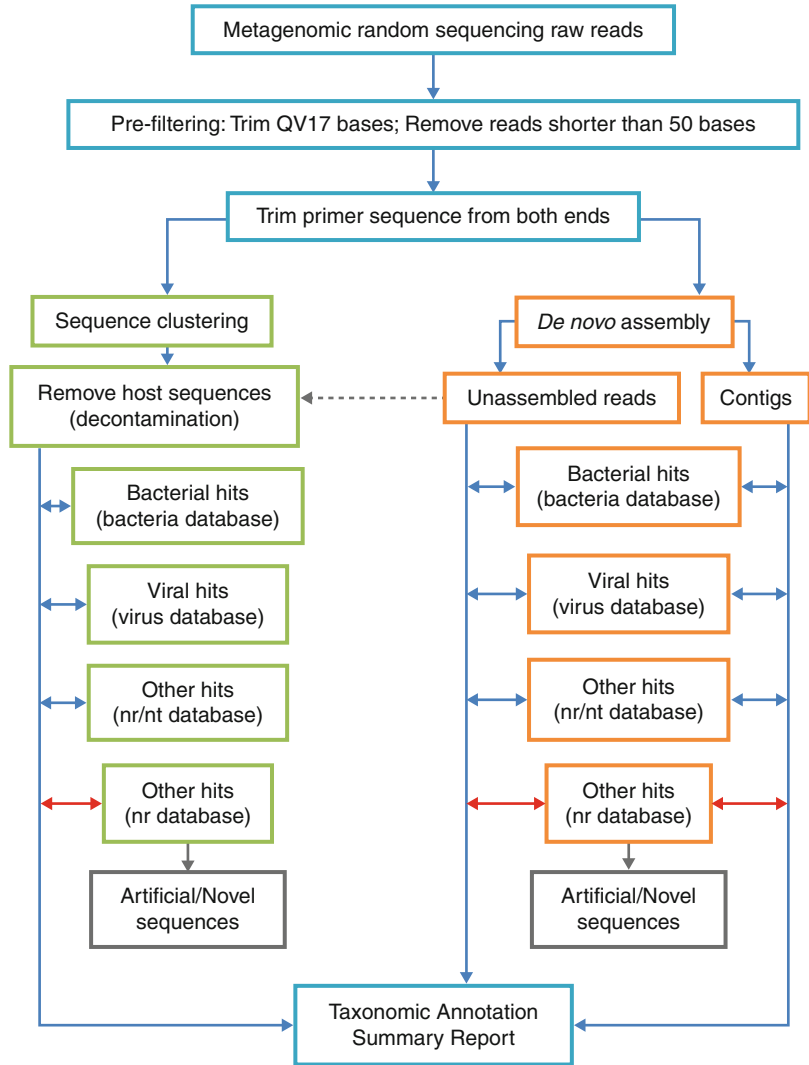 Metagenomic random sequencing raw reads
Pre-filtering: Trim QV17 bases; Remove reads shorter than 50 bases
Trim primer sequence from both ends
Sequence clustering
Remove host sequences
(decontamination)
Bacterial hits
(bacteria database)
Viral hits
(virus database)
Other hits
(nr/nt database)
Other hits
(nr database)
Artificial/Novel
sequences
De novo assembly
Unassembled reads
Contigs
Bacterial hits
(bacteria database)
Viral hits
(virus database)
Other hits
(nr/nt database)
Other hits
(nr database)
Artificial/Novel
sequences
Taxonomic Annotation
Summary Report